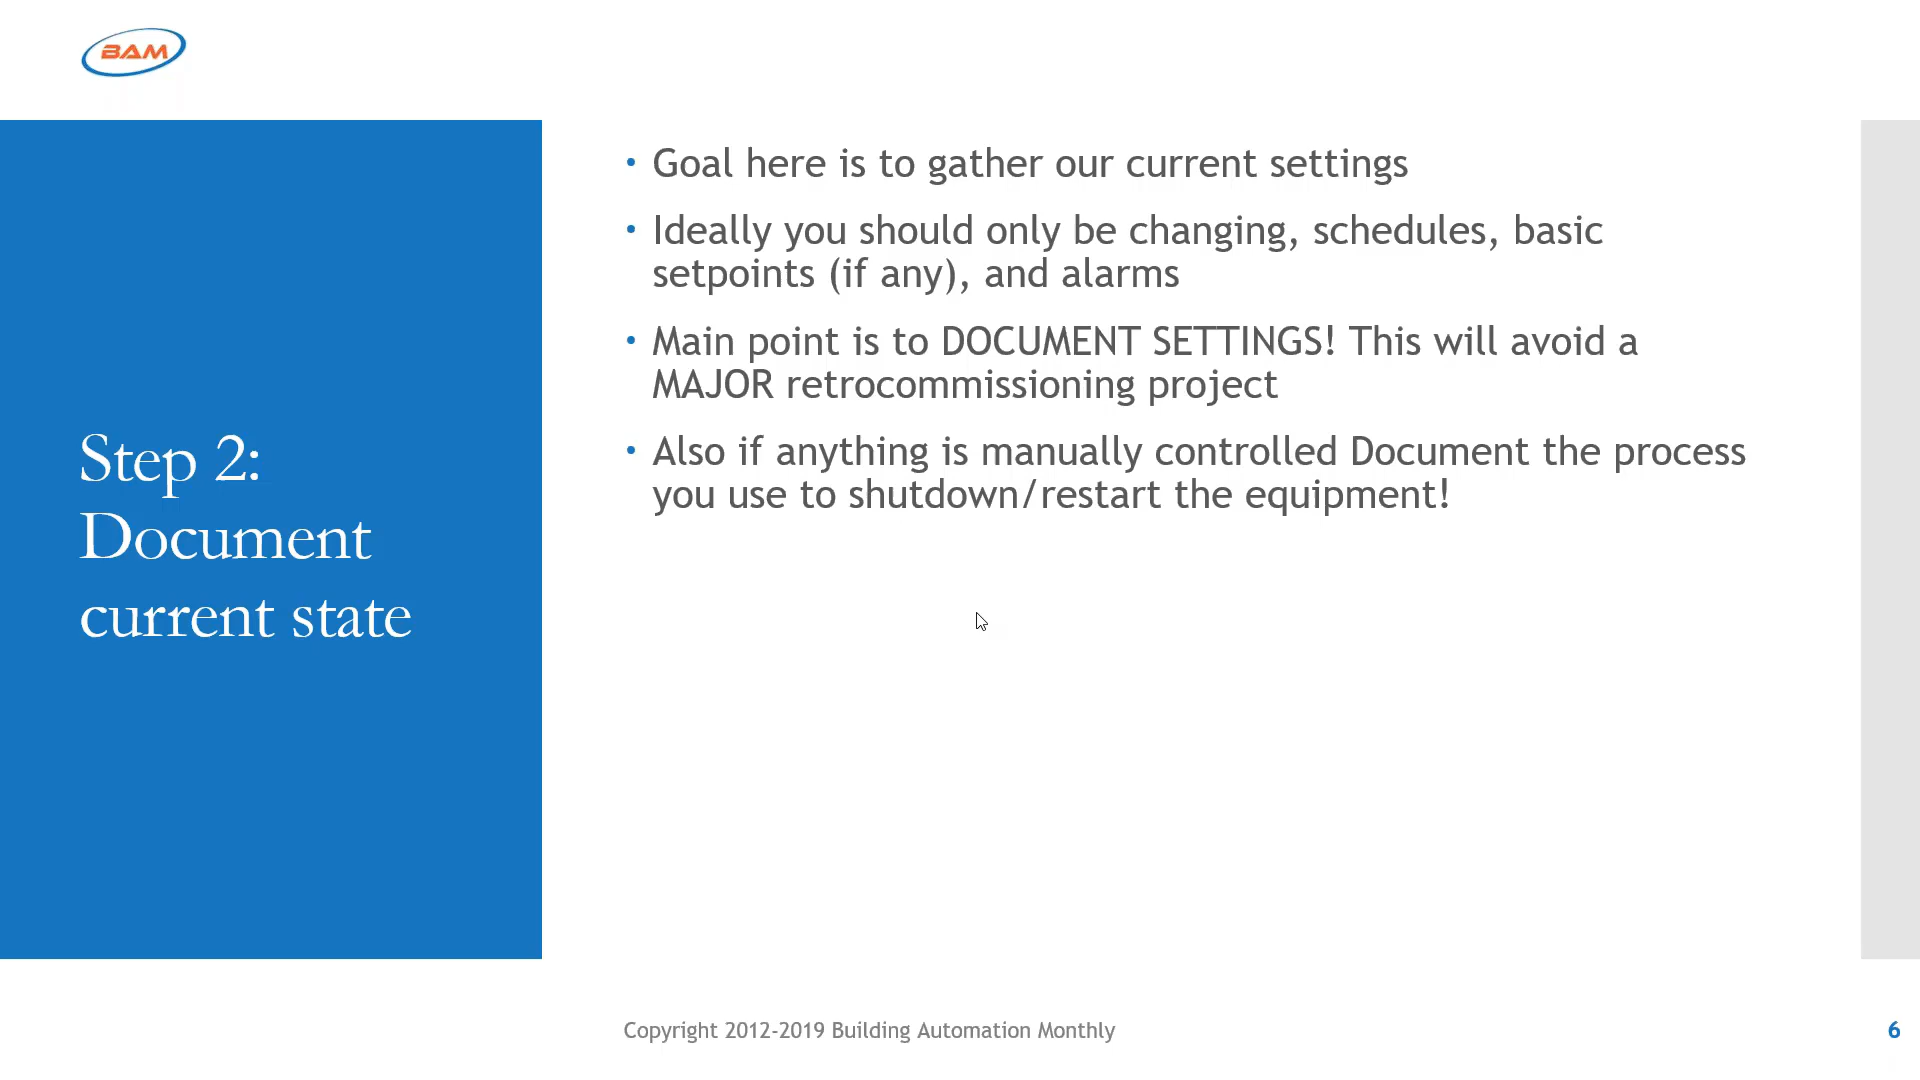 BAM
Step 2:
Document
current state
• Goal here is to gather our current settings
• Ideally you should only be changing, schedules, basic
setpoints (if any), and alarms
• Main point is to DOCUMENT SETTINGS! This will avoid a
MAJOR retrocommissioning project
• Also if anything is manually controlled Document the process
you use to shutdown/restart the equipment!
Copyright 2012-2019 Building Automation Monthly
6